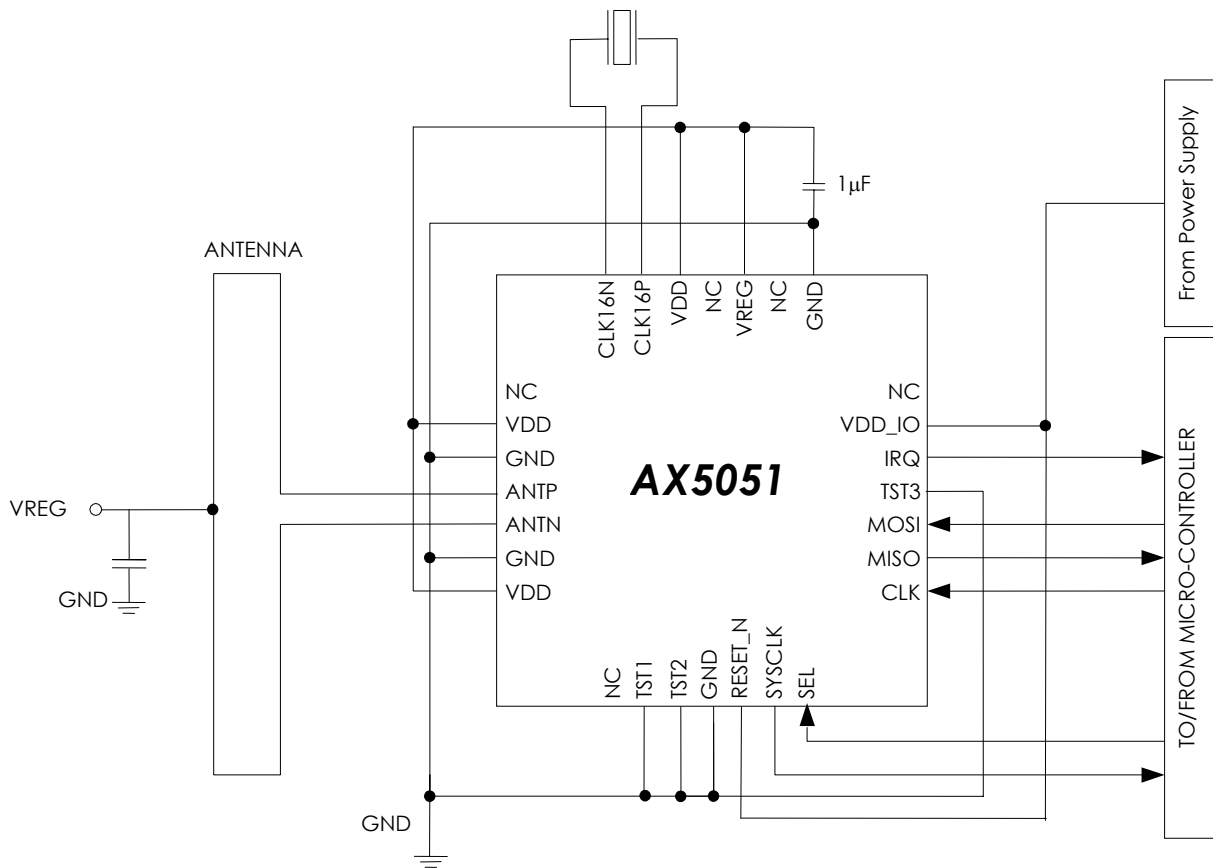 1µF
From Power Supply
ANTENNA
CLK16N
CLK16P
VDD
NC
VREG
NC
GND
NC
VDD
GND
ANTP
ANTN
GND
VDD
AX5051
NC
VDD_IO
IRQ
TST3
MOSI
MISO
CLK
VREG
GND
NC
TST1
TST2
GND
RESET_N
SYSCLK
SEL
TO/FROM MICRO-CONTROLLER
GND